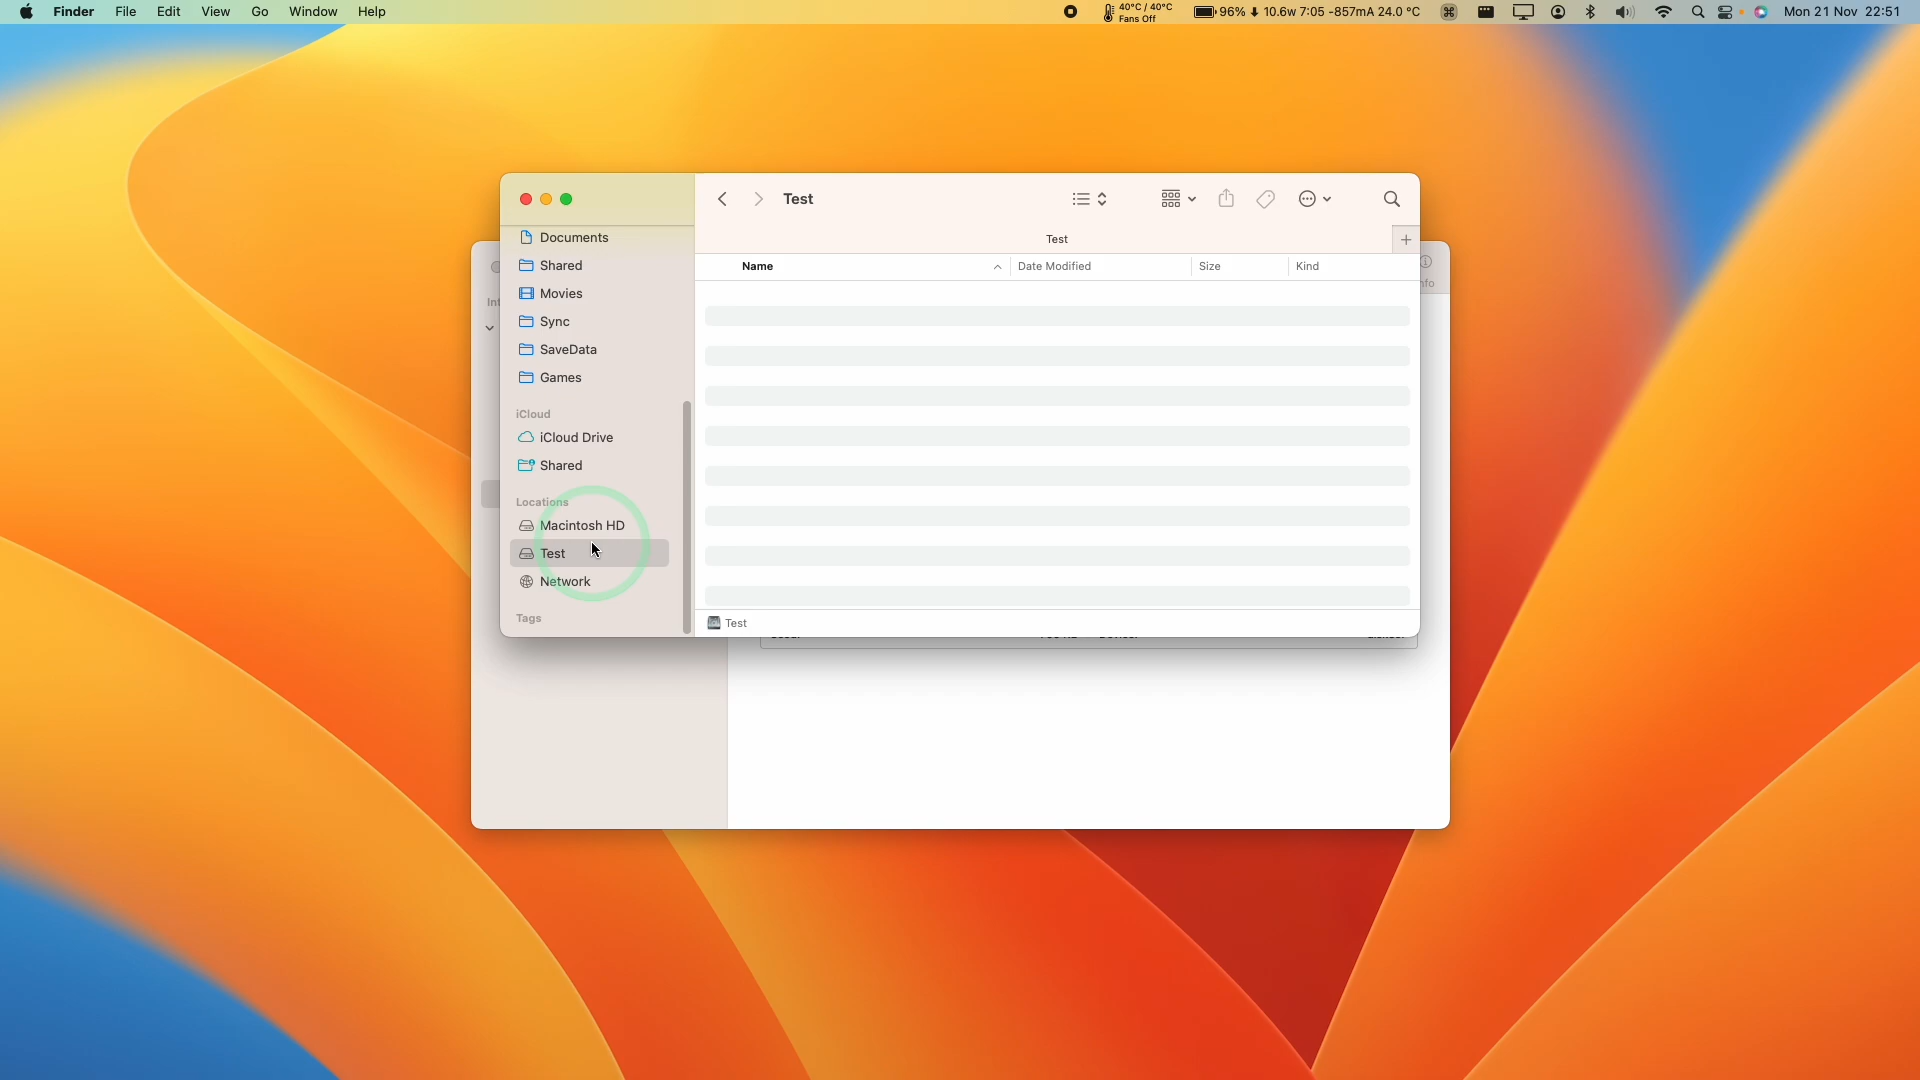 Finder File Edit View Go Window Help
40°C / 40°C
Fans Off
96% 10.6w 7:05 -857mA 24.0 °C
Mon 21 Nov 22:51
Test
Documents
Shared
Movies
Sync
SaveData
Games
iCloud
iCloud Drive
Shared
Locations
Macintosh HD
Test
Network
Tags
Test
Name Date Modified Size Kind
Test